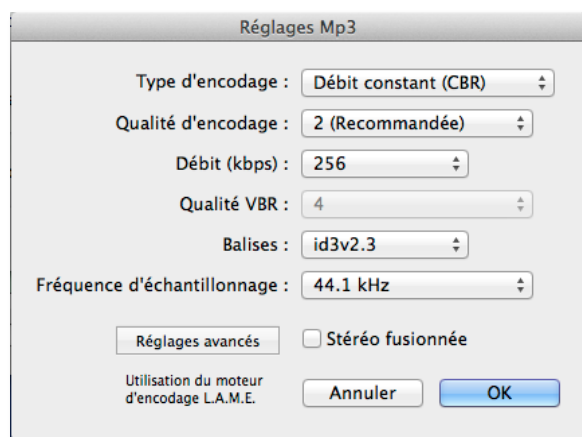 Réglages Mp3
Type d'encodage : Débit constant (CBR)
Qualité d'encodage : 2 (Recommandée)
Débit (kbps) : 256
Qualité VBR : 4
Balises : id3v2.3
Fréquence d'échantillonnage : 44.1 kHz
Réglages avancés Stéréo fusionnée
Utilisation du moteur
d'encodage L.A.M.E.
Annuler OK